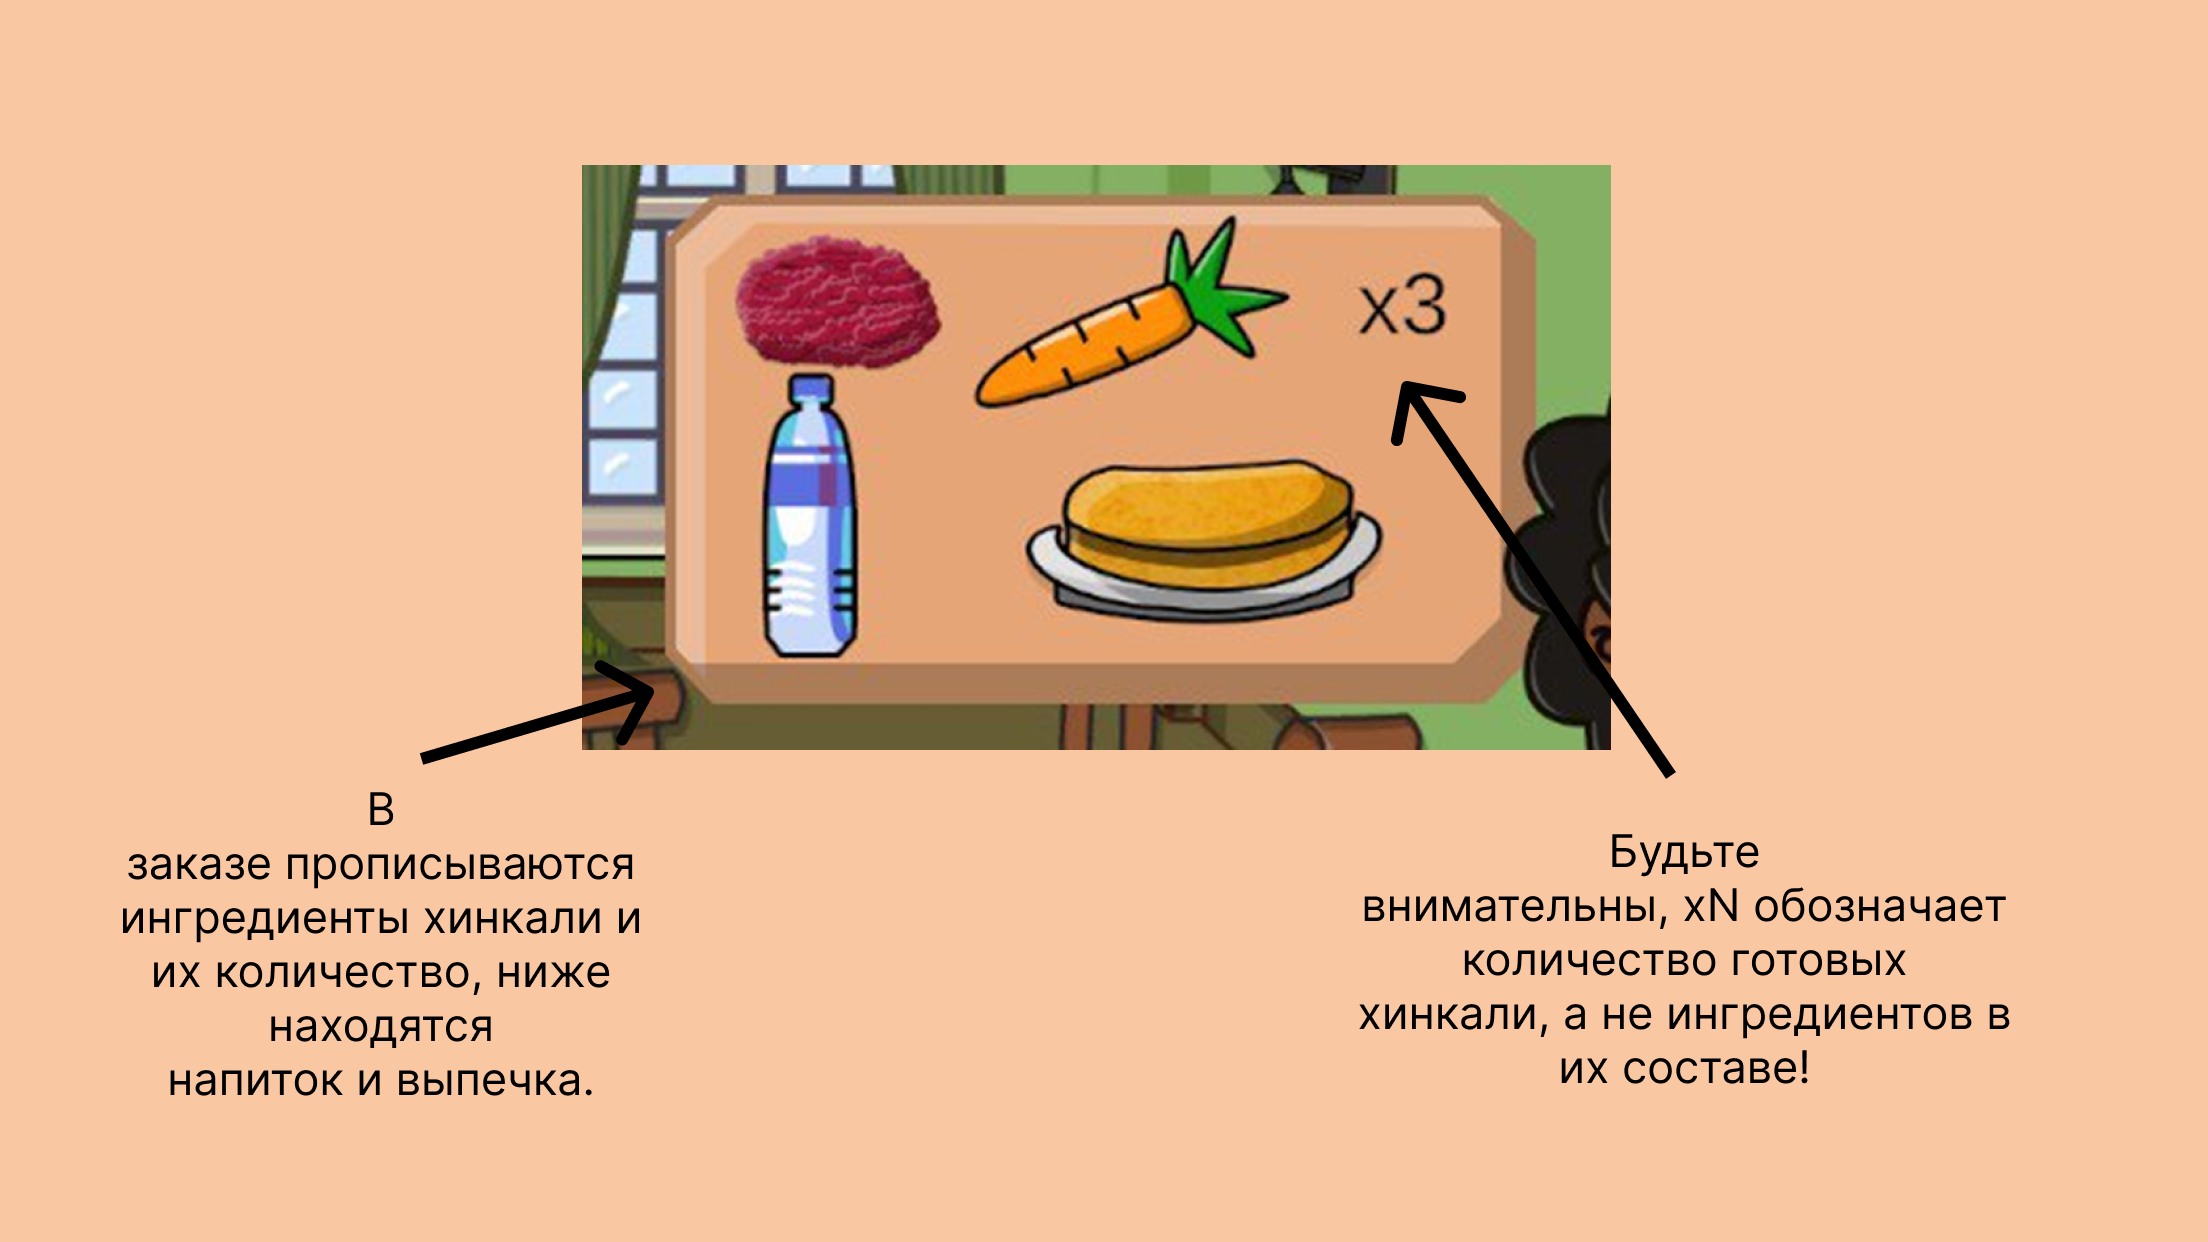 x3
В
заказе прописываются
ингредиенты хинкали и
их количество, ниже
находятся
напиток и выпечка.
Будьте
внимательны, xN обозначает
количество готовых
хинкали, а не ингредиентов в
их составе!